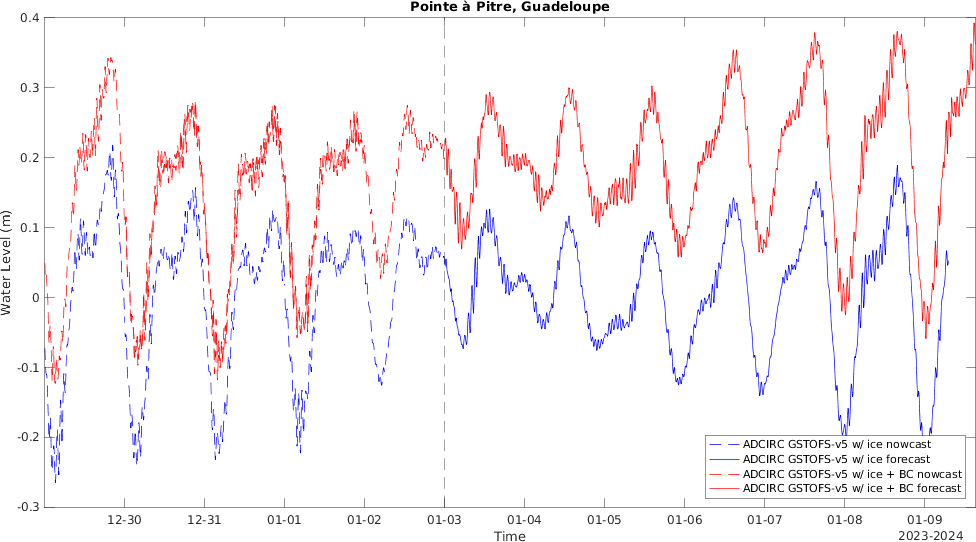 Pointe à Pitre, Guadeloupe
Water Level (m)
0.4
0.3
0.2
0.1
0
-0.1
-0.2
-0.3
ADCIRC GSTOFS-v5 w/ ice nowcast
ADCIRC GSTOFS-v5 w/ ice forecast
ADCIRC GSTOFS-v5 w/ ice + BC nowcast
ADCIRC GSTOFS-v5 w/ ice + BC forecast
12-30 12-31 01-01 01-02 01-03 01-04 01-05 01-06 01-07 01-08 01-09
Time
2023-2024